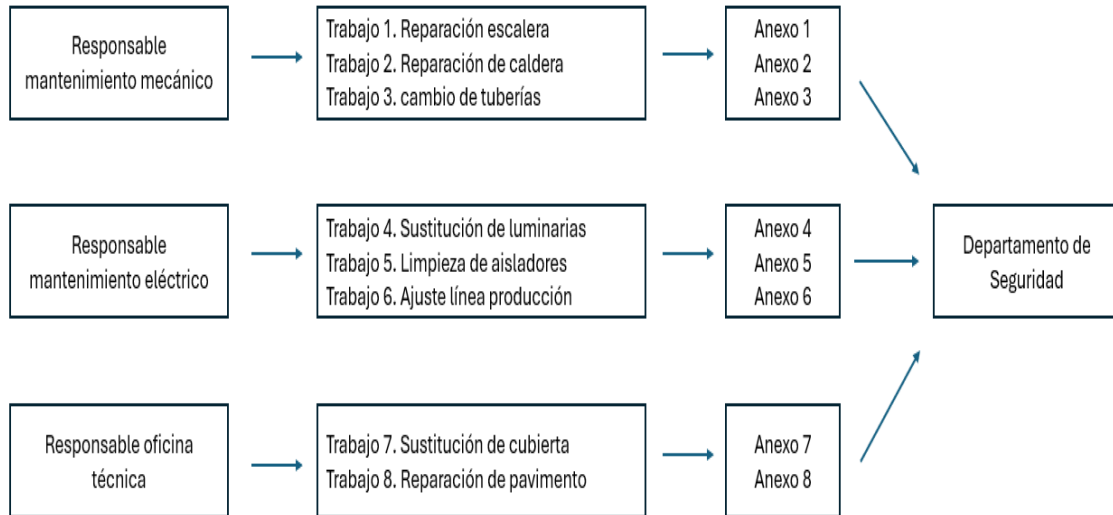 Responsable
mantenimiento mecánico
Trabajo 1. Reparación escalera
Trabajo 2. Reparación de caldera
Trabajo 3. cambio de tuberías
Anexo 1
Anexo 2
Anexo 3
Responsable
mantenimiento eléctrico
Trabajo 4. Sustitución de luminarias
Trabajo 5. Limpieza de aisladores
Trabajo 6. Ajuste línea producción
Anexo 4
Anexo 5
Anexo 6
Departamento de
Seguridad
Responsable oficina
técnica
Trabajo 7. Sustitución de cubierta
Trabajo 8. Reparación de pavimento
Anexo 7
Anexo 8